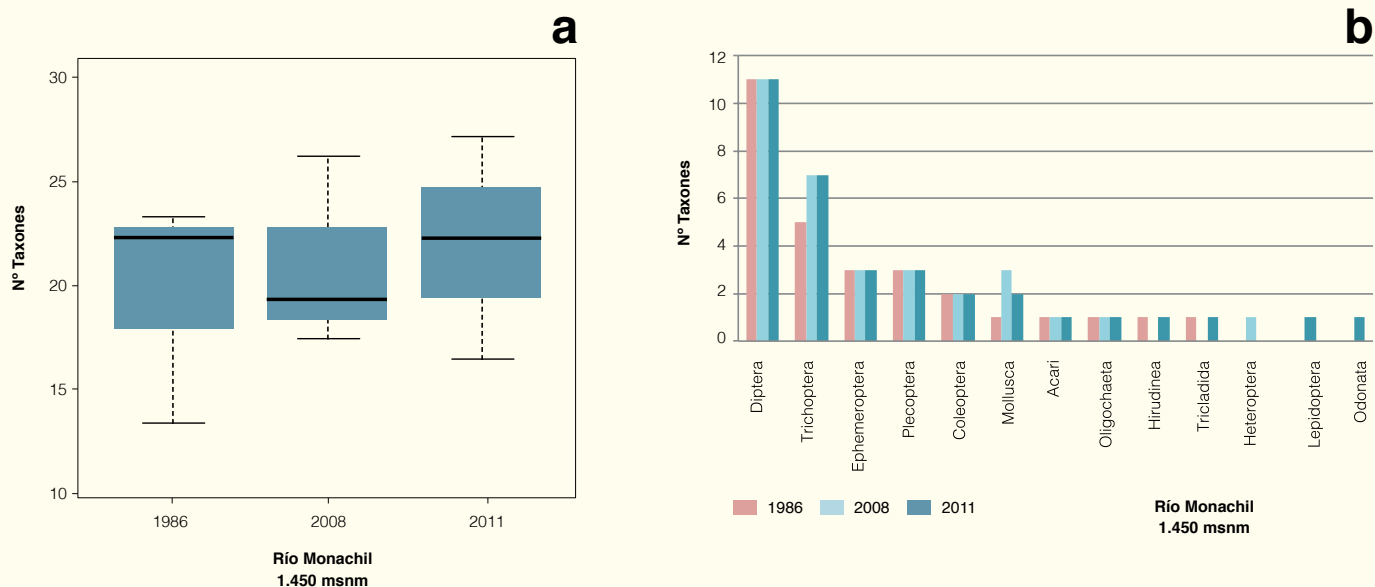 a
30
25
20
15
10
Nº Taxones
1986
2008
2011
Río Monachil
1.450 msnm
b
12
10
8
6
4
2
0
Nº Taxones
Diptera
Trichoptera
Ephemeroptera
Plecoptera
Coleoptera
Mollusca
Acari
Oligochaeta
Hirudinea
Tricladida
Heteroptera
Lepidoptera
Odonata
1986
2008
2011
Río Monachil
1.450 msnm